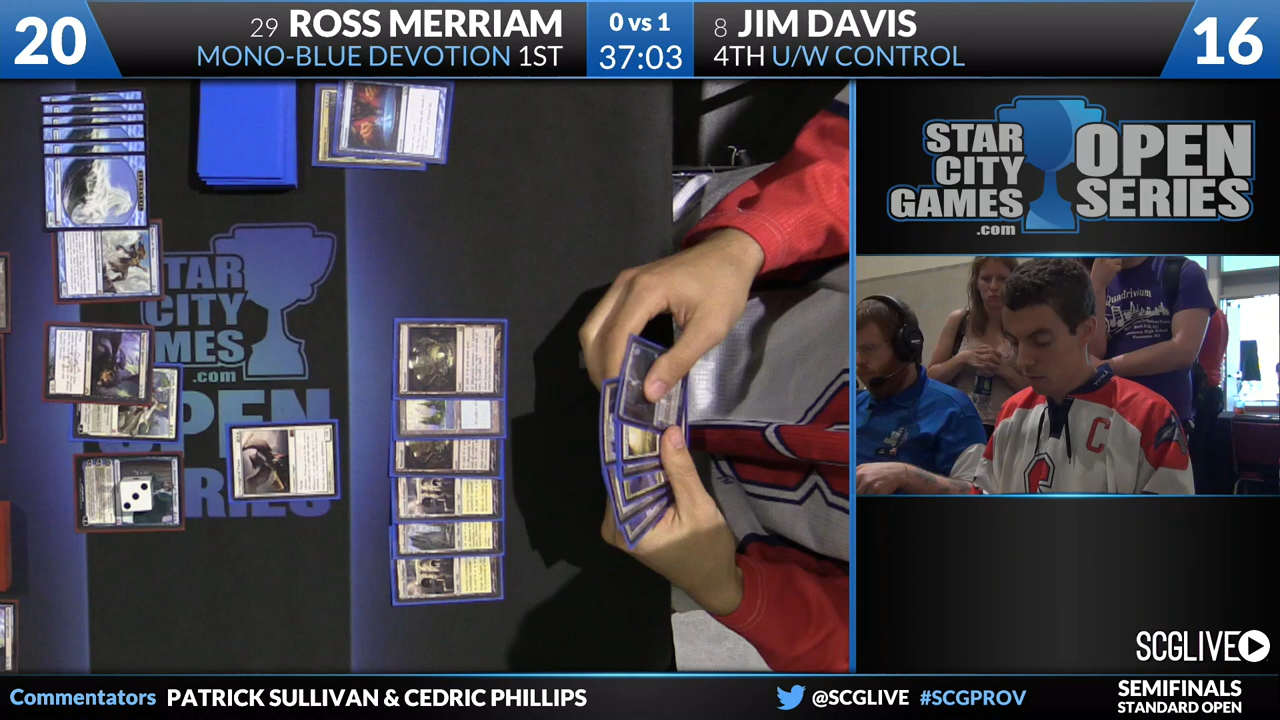 20
29 ROSS MERRIAM
MONO-BLUE DEVOTION 1ST
0 vs 1
37:03
8 JIM DAVIS
4TH U/W CONTROL
16
STAR
CITY
GAMES
.com
OPEN
SERIES
STAR
CITY
GAMES
.com
OPEN
SERIES
Quadrivium
C
SCGLIVE
Commentators PATRICK SULLIVAN & CEDRIC PHILLIPS
@SCGLIVE #SCGPROV
SEMIFINALS
STANDARD OPEN